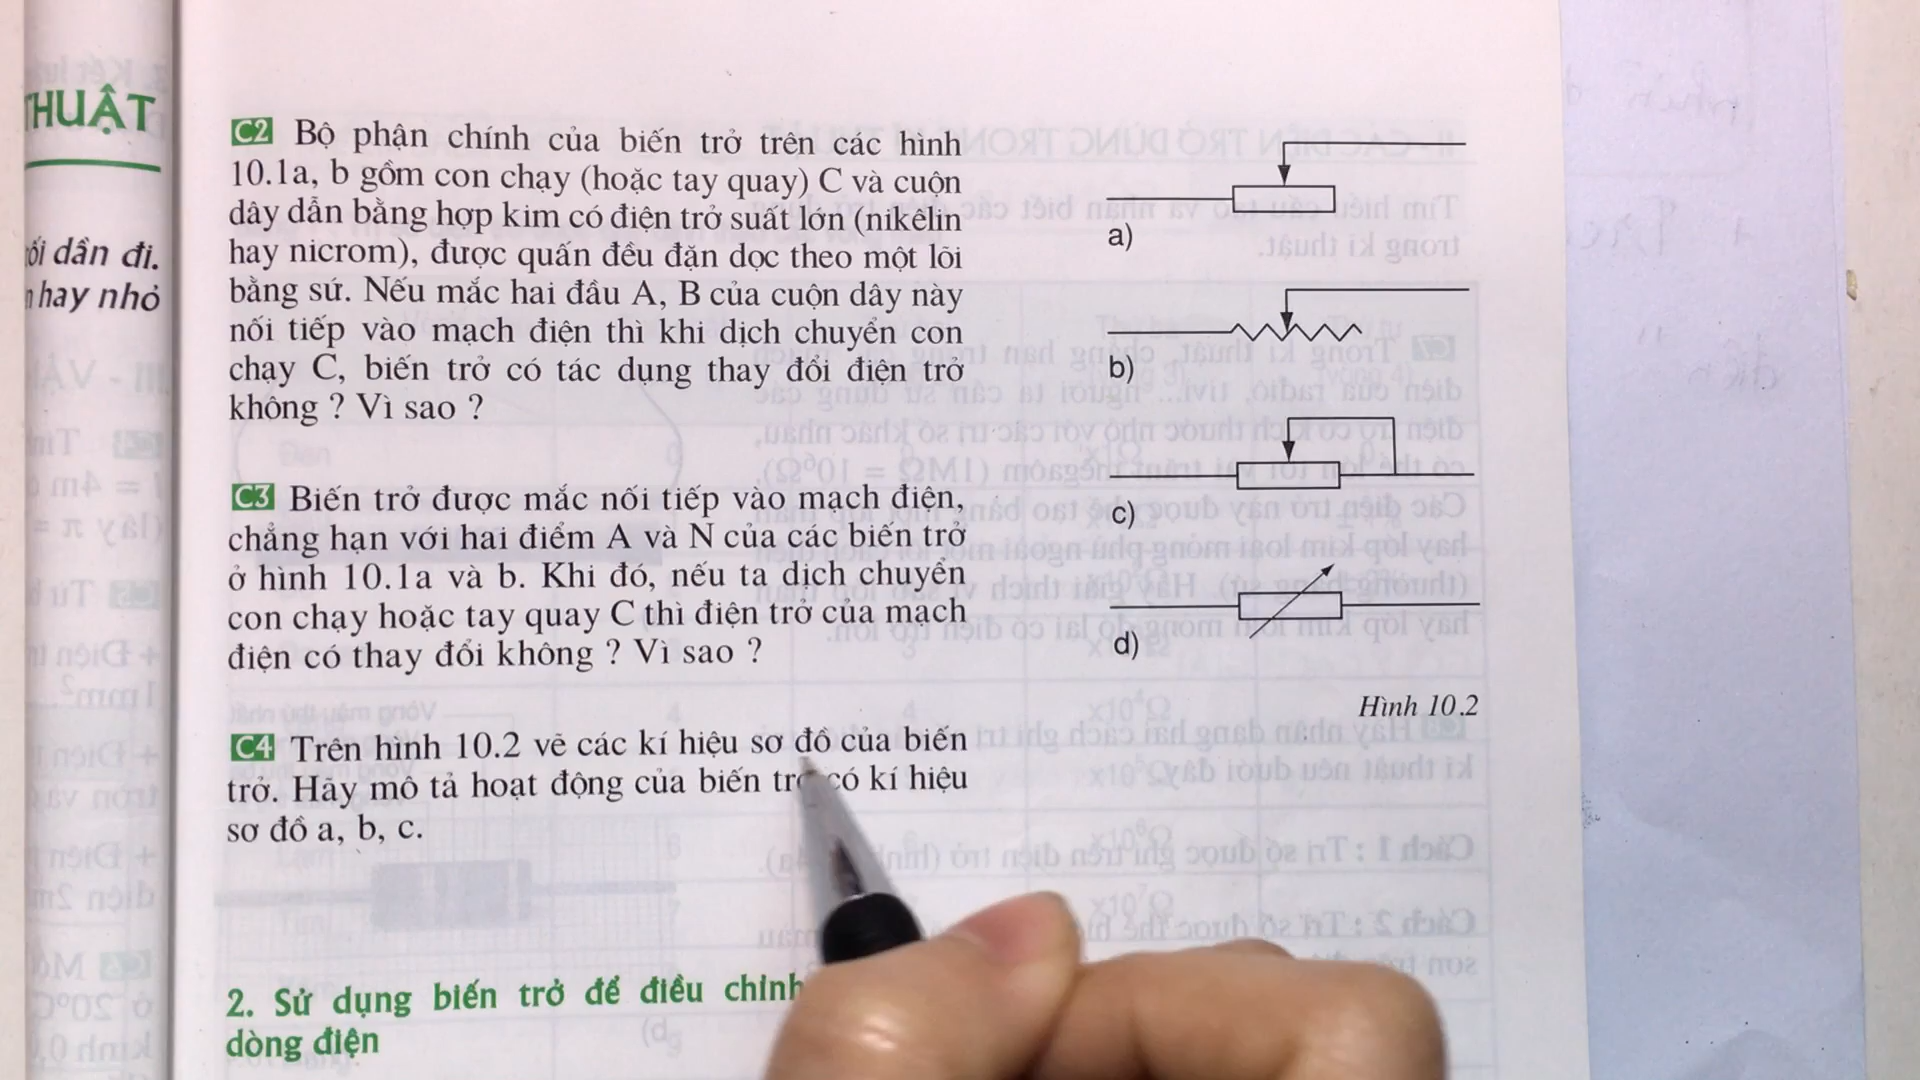 THUẬT
ối dần đi.
hay nhỏ
C2 Bộ phận chính của biến trở trên các hình
10.1a, b gồm con chạy (hoặc tay quay) C và cuộn
dây dẫn bằng hợp kim có điện trở suất lớn (nikêlin
hay nicrom), được quấn đều đặn dọc theo một lõi
bằng sứ. Nếu mắc hai đầu A, B của cuộn dây này
nối tiếp vào mạch điện thì khi dịch chuyển con
chạy C, biến trở có tác dụng thay đổi điện trở
không ? Vì sao ?
C3 Biến trở được mắc nối tiếp vào mạch điện,
chẳng hạn với hai điểm A và N của các biến trở
ở hình 10.1a và b. Khi đó, nếu ta dịch chuyển
con chạy hoặc tay quay C thì điện trở của mạch
điện có thay đổi không ? Vì sao ?
C4 Trên hình 10.2 vẽ các kí hiệu sơ đồ của biến
trở. Hãy mô tả hoạt động của biến trở có kí hiệu
sơ đồ a, b, c.
2. Sử dụng biến trở để điều chỉnh
dòng điện
a)
b)
c)
d)
Hình 10.2